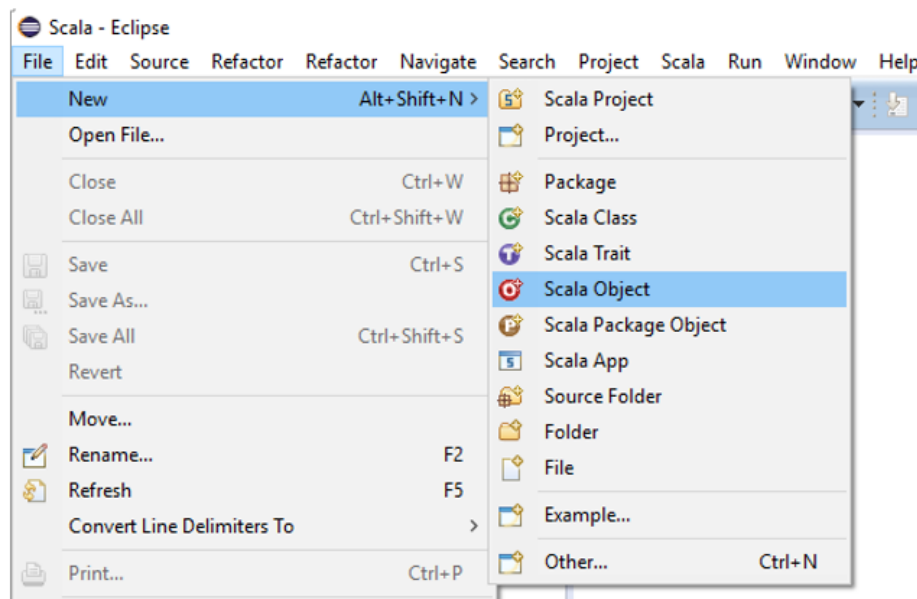 Scala - Eclipse
File Edit Source Refactor Refactor Navigate Search Project Scala Run Window Help
New Alt+Shift+N >
Open File...
Close Ctrl+W
Close All Ctrl+Shift+W
Save Ctrl+S
Save As...
Save All Ctrl+Shift+S
Revert
Move...
Rename... F2
Refresh F5
Convert Line Delimiters To >
Print... Ctrl+P
Scala Project
Project...
Package
Scala Class
Scala Trait
Scala Object
Scala Package Object
Scala App
Source Folder
Folder
File
Example...
Other... Ctrl+N